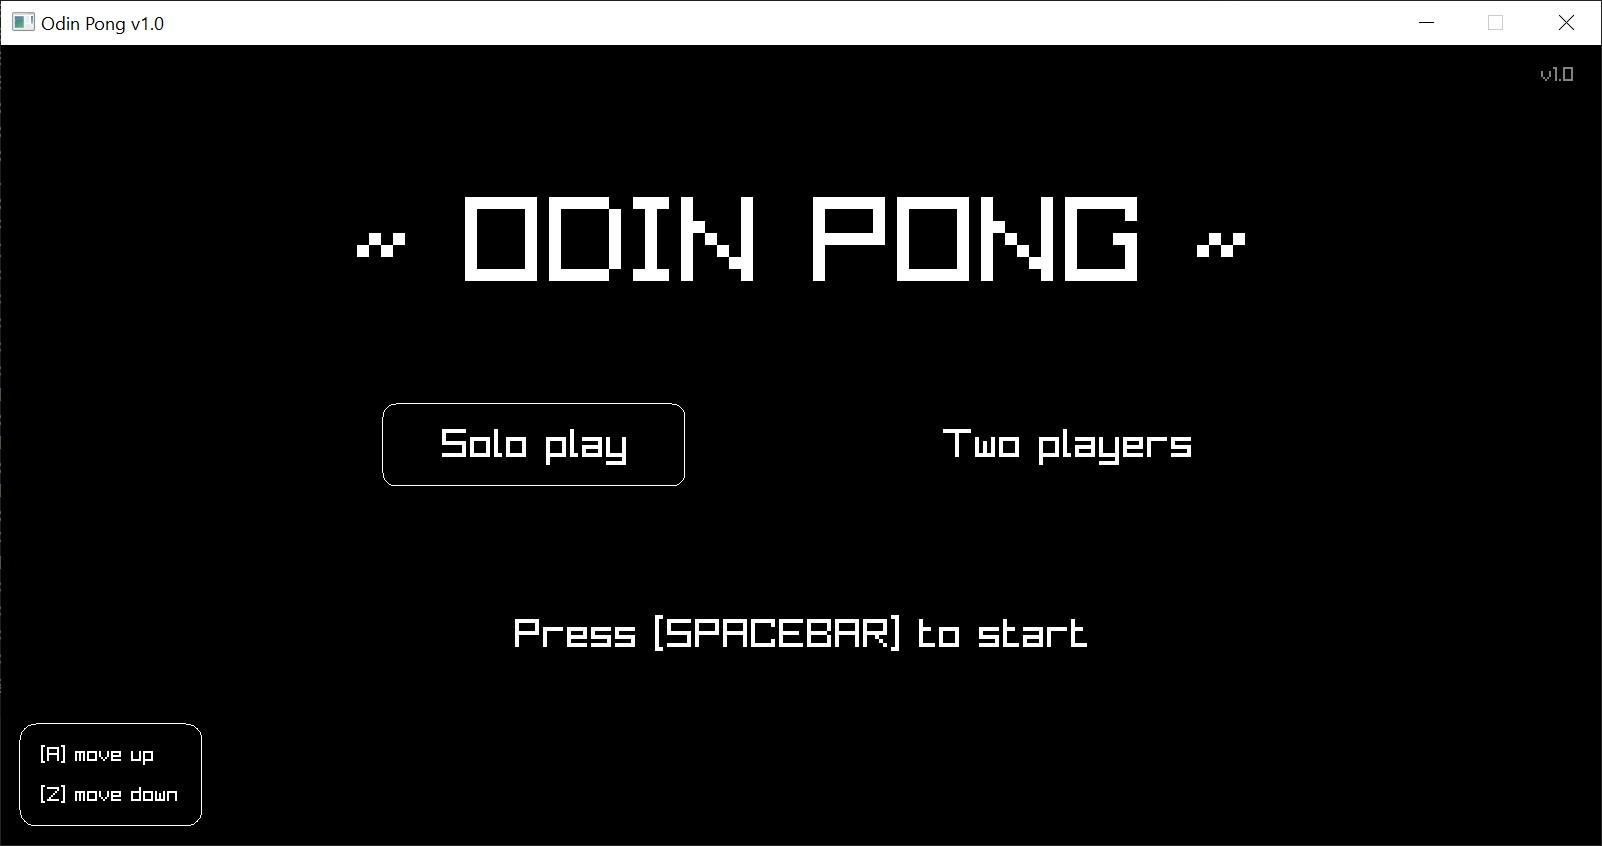 Odin Pong v1.0
v1.0
~ ODIN PONG ~
Solo play
Two players
Press [SPACEBAR] to start
[A] move up
[Z] move down